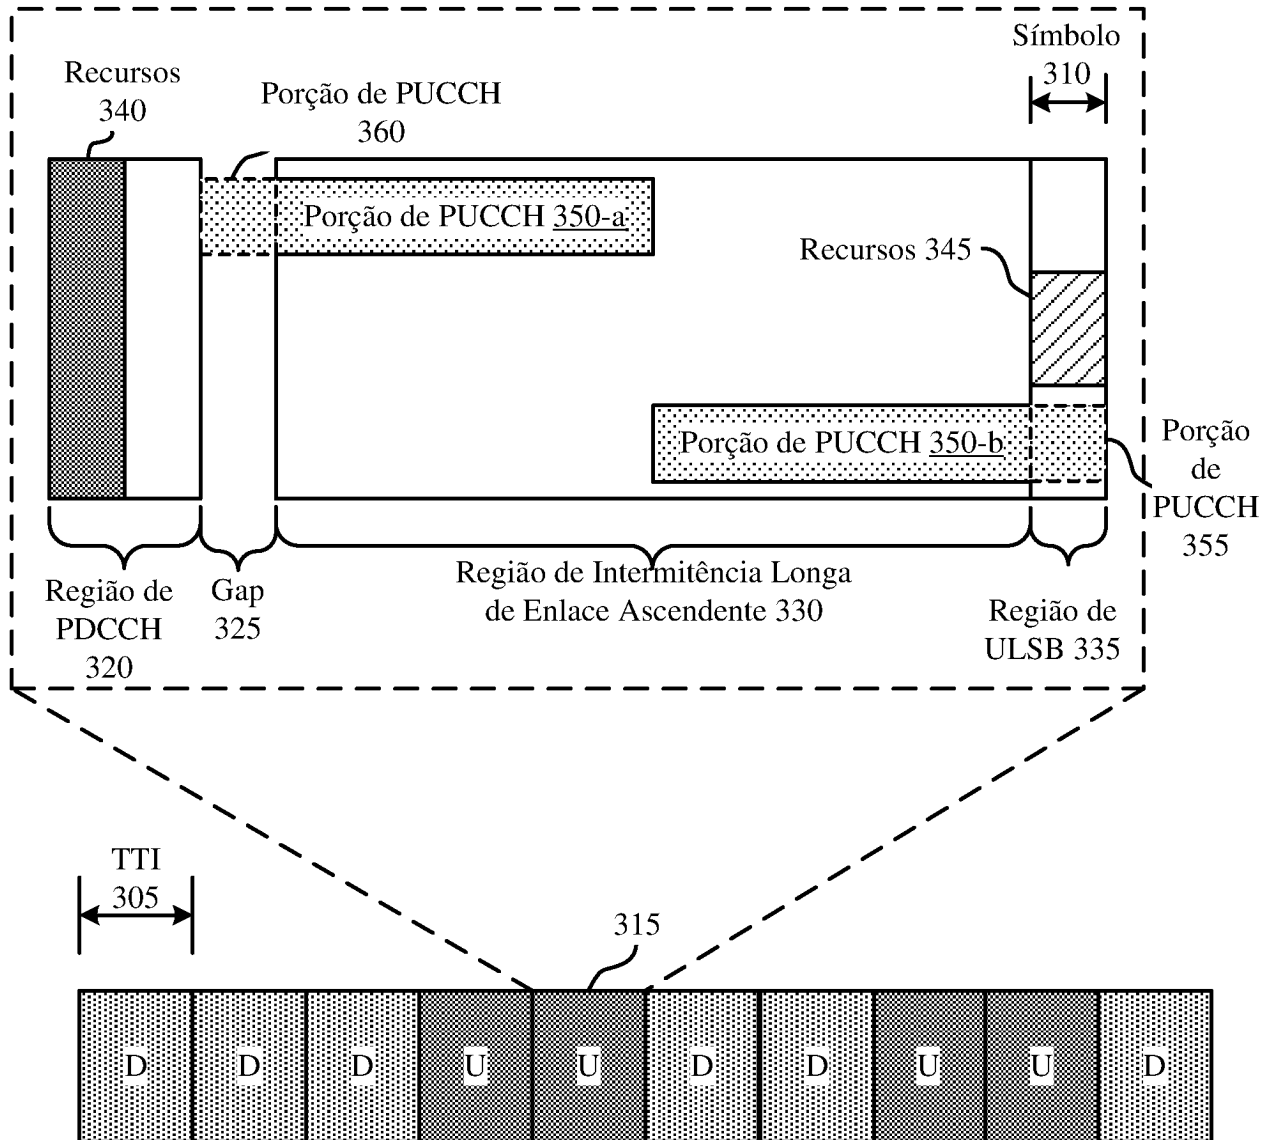 Símbolo
310
Recursos
340
Porção de PUCCH
360
Porção de PUCCH 350-a
Recursos 345
Porção de PUCCH 350-b
Porção
de
PUCCH
355
Região de
PDCCH
320
Gap
325
Região de Intermitência Longa
de Enlace Ascendente 330
Região de
ULSB 335
TTI
305
315
D D D U U D D U U D